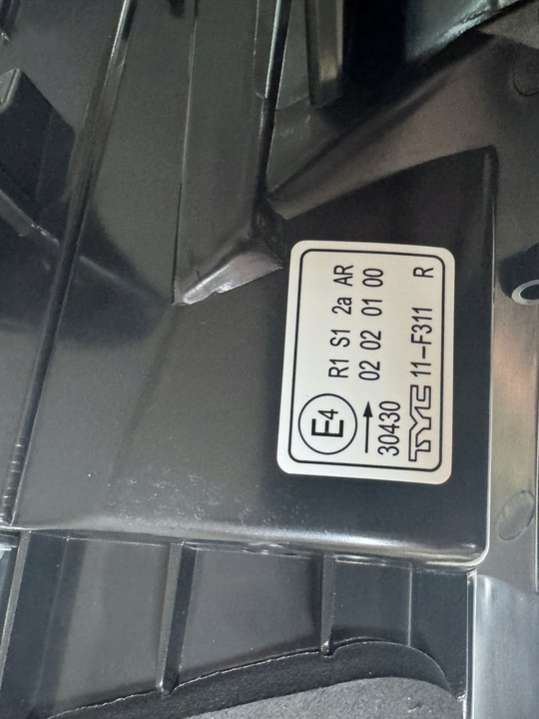 E4 R1 S1 2a AR
→ 02 02 01 00
30430
TYC 11-F311 R